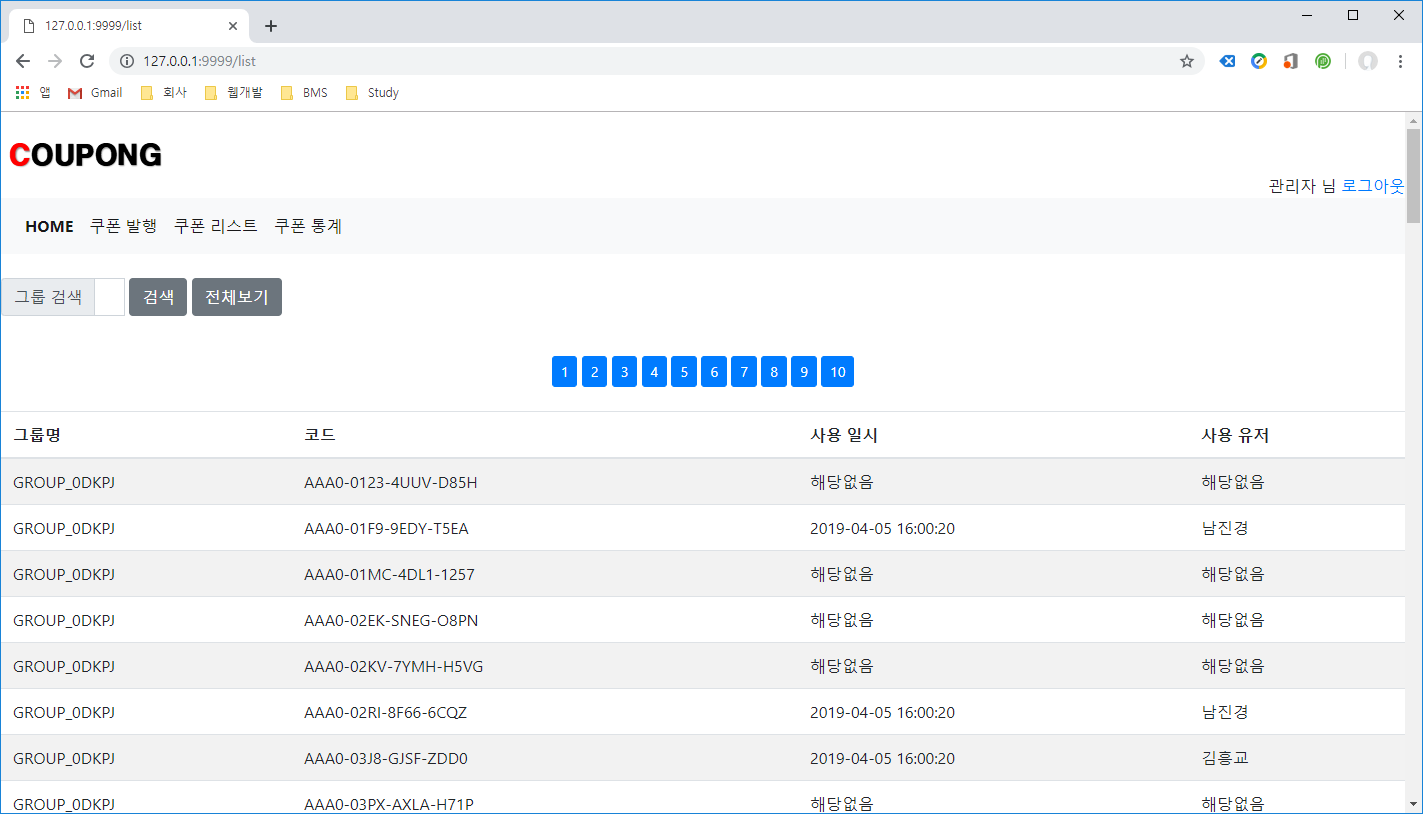 127.0.0.1:9999/list
127.0.0.1:9999/list
앱 Gmail 회사 웹개발 BMS Study
COUPONG
관리자 님 로그아웃
HOME 쿠폰 발행 쿠폰 리스트 쿠폰 통계
그룹 검색 검색 전체보기
1 2 3 4 5 6 7 8 9 10
그룹명 코드 사용 일시 사용 유저
GROUP_0DKPJ AAA0-0123-4UUV-D85H 해당없음 해당없음
GROUP_0DKPJ AAA0-01F9-9EDY-T5EA 2019-04-05 16:00:20 남진경
GROUP_0DKPJ AAA0-01MC-4DL1-1257 해당없음 해당없음
GROUP_0DKPJ AAA0-02EK-SNEG-O8PN 해당없음 해당없음
GROUP_0DKPJ AAA0-02KV-7YMH-H5VG 해당없음 해당없음
GROUP_0DKPJ AAA0-02RI-8F66-6CQZ 2019-04-05 16:00:20 남진경
GROUP_0DKPJ AAA0-03J8-GJSF-ZDD0 2019-04-05 16:00:20 김흥교
GROUP_0DKPJ AAA0-03PX-AXLA-H71P 해당없음 해당없음